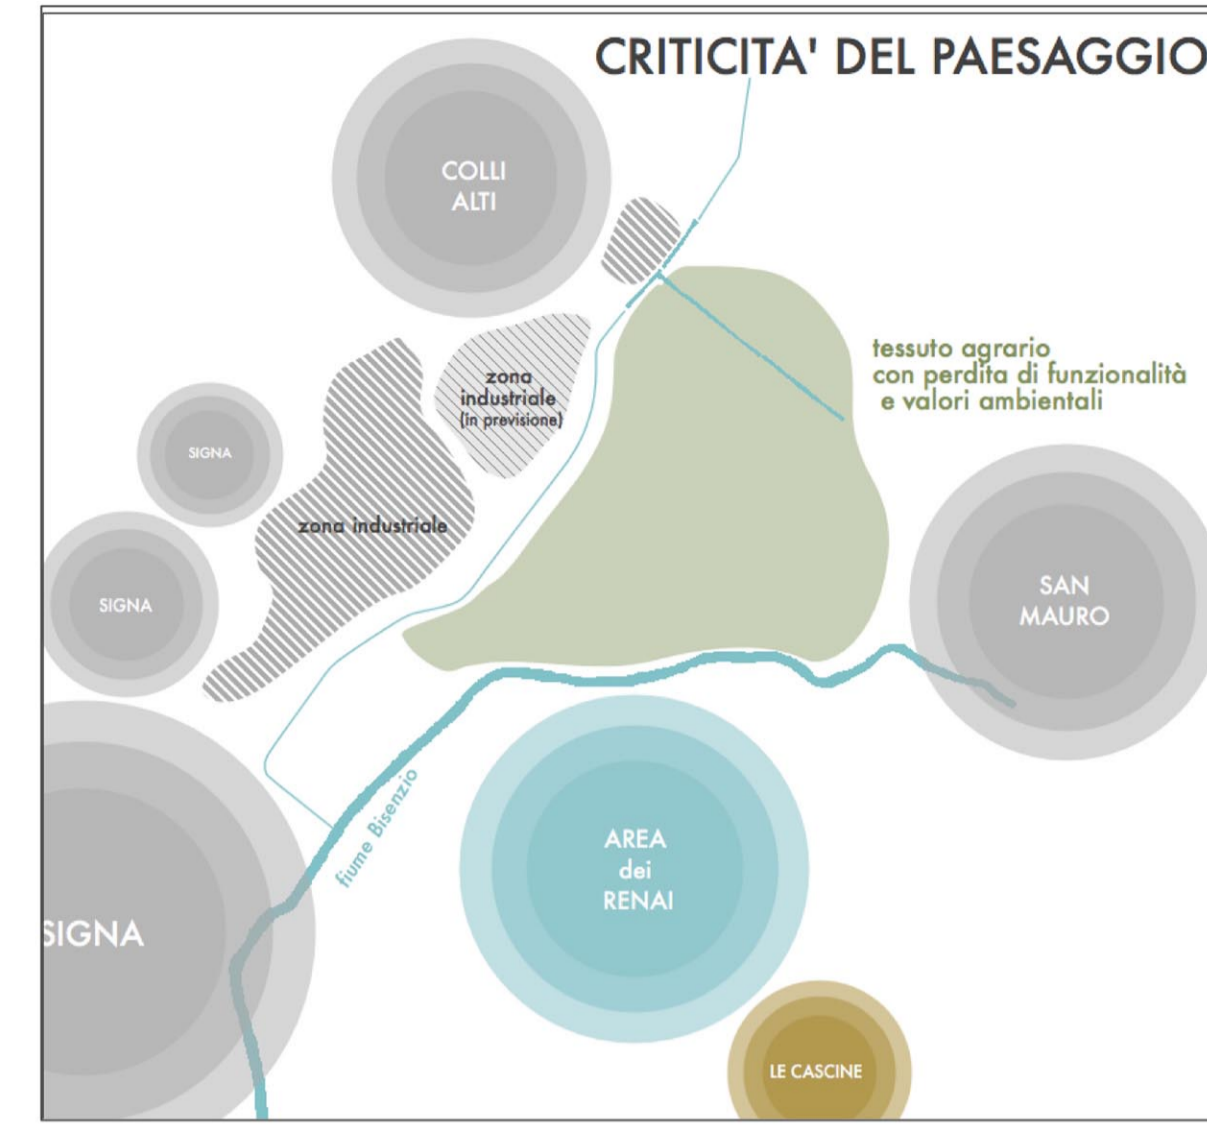 CRITICITA' DEL PAESAGGIO
COLLI
ALTI
tessuto agrario
con perdita di funzionalità
e valori ambientali
zona
industriale
(in previsione)
SIGNA
zona industriale
SIGNA
SAN
MAURO
fiume Bisenzio
AREA
dei
RENAI
SIGNA
LE CASCINE